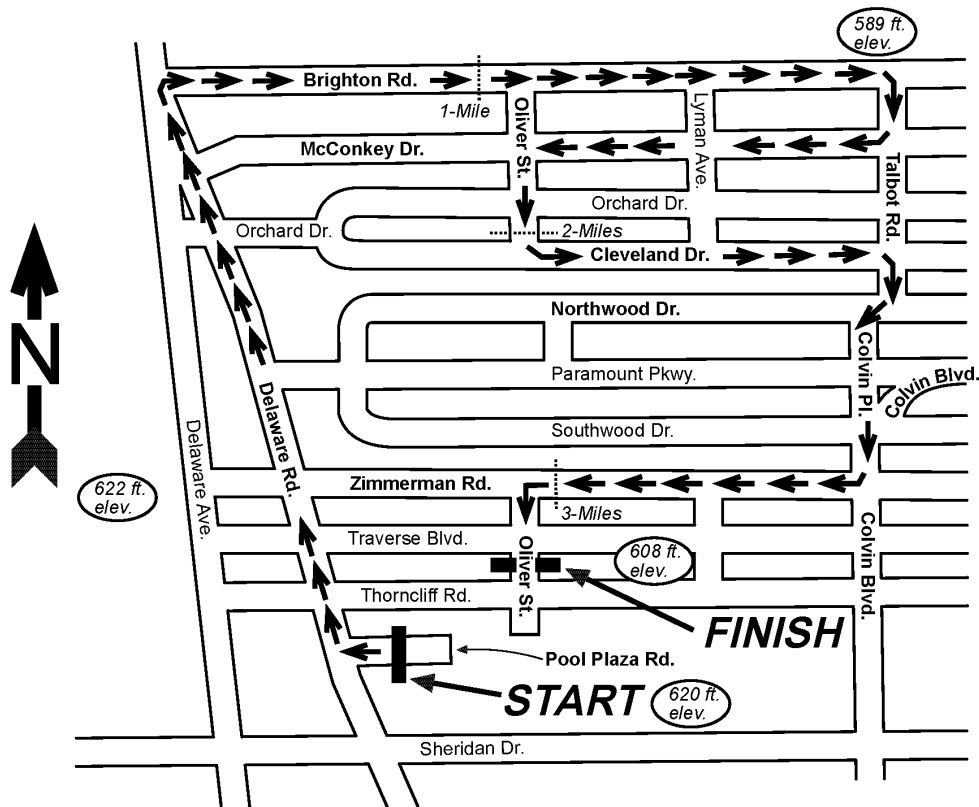 589 ft.
elev.
Brighton Rd.
1-Mile
Oliver St.
Lyman Ave.
McConkey Dr.
Talbot Rd.
Orchard Dr.
Orchard Dr.
2-Miles
Cleveland Dr.
N
Northwood Dr.
Colvin Pl.
Paramount Pkwy.
Colvin Blvd.
Delaware Rd.
Southwood Dr.
Delaware Ave.
622 ft.
elev.
Zimmerman Rd.
3-Miles
Colvin Blvd.
Traverse Blvd.
Oliver St.
608 ft.
elev.
Thorncliff Rd.
FINISH
Pool Plaza Rd.
START
620 ft.
elev.
Sheridan Dr.